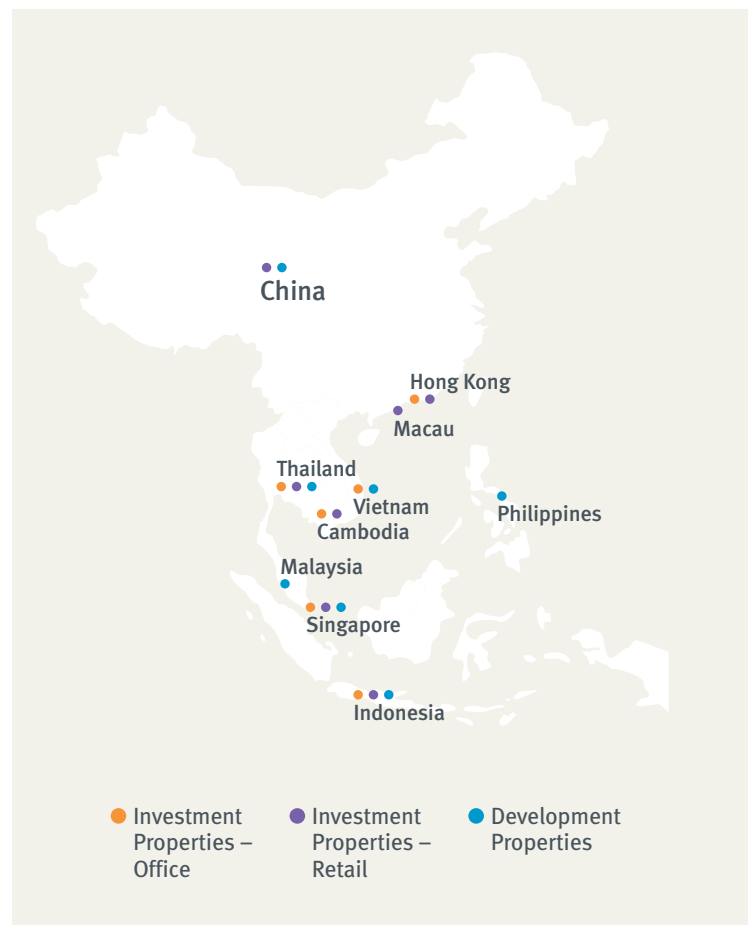 China
Hong Kong
Macau
Thailand
Vietnam
Cambodia
Philippines
Malaysia
Singapore
Indonesia
Investment
Properties –
Office
Investment
Properties –
Retail
Development
Properties